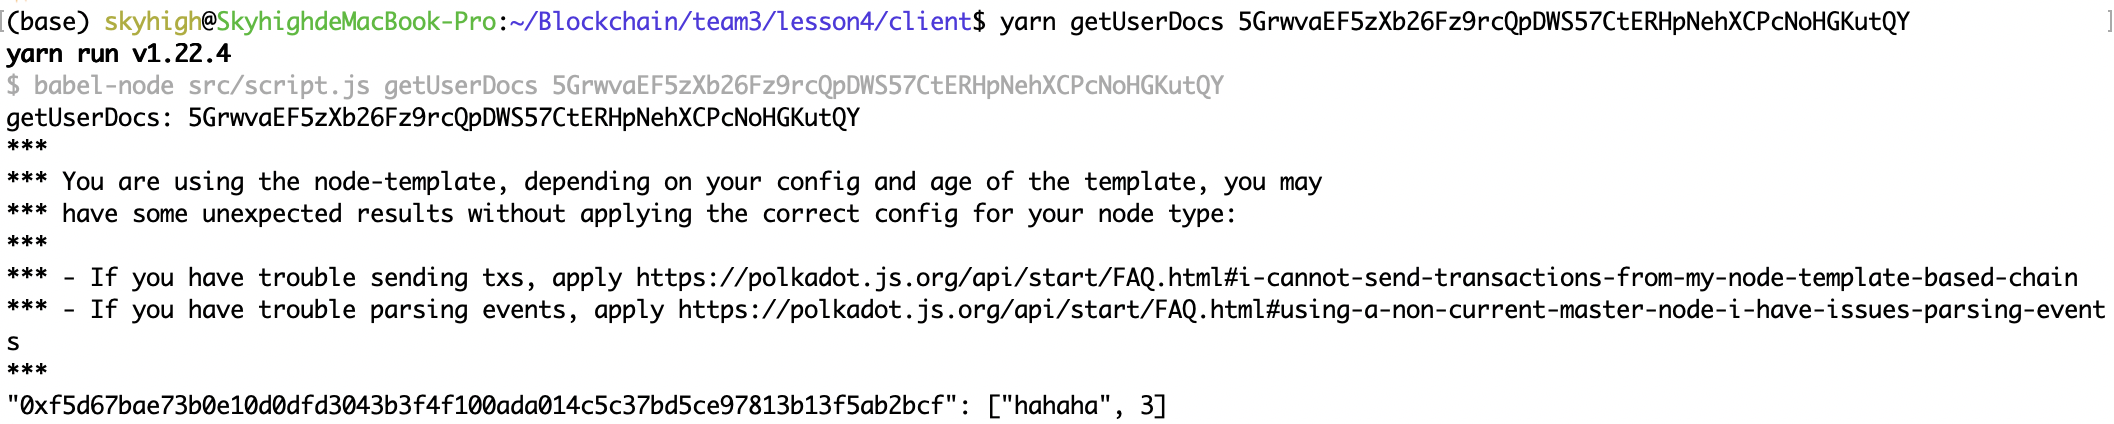 (base) skyhigh@SkyhighdeMacBook-Pro:~/Blockchain/team3/lesson4/client$ yarn getUserDocs 5GrwvaEF5zXb26Fz9rcQpDWS57CtERHpNehXCPcNoHGKutQY
yarn run v1.22.4
$ babel-node src/script.js getUserDocs 5GrwvaEF5zXb26Fz9rcQpDWS57CtERHpNehXCPcNoHGKutQY
getUserDocs: 5GrwvaEF5zXb26Fz9rcQpDWS57CtERHpNehXCPcNoHGKutQY
***
*** You are using the node-template, depending on your config and age of the template, you may
*** have some unexpected results without applying the correct config for your node type:
***
*** - If you have trouble sending txs, apply https://polkadot.js.org/api/start/FAQ.html#i-cannot-send-transactions-from-my-node-template-based-chain
*** - If you have trouble parsing events, apply https://polkadot.js.org/api/start/FAQ.html#using-a-non-current-master-node-i-have-issues-parsing-event
s
***
"0xf5d67bae73b0e10d0dfd3043b3f4f100ada014c5c37bd5ce97813b13f5ab2bcf": ["hahaha", 3]